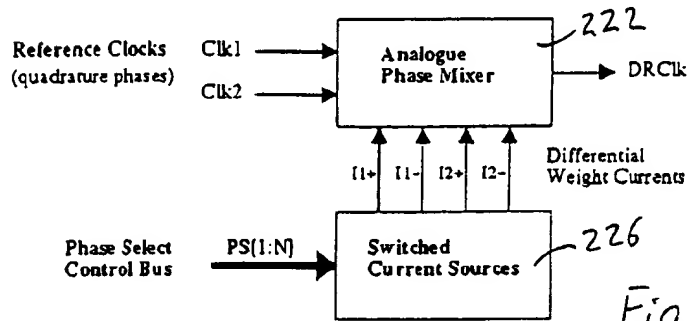 222
Reference Clocks Clk1
(quadrature phases)
Clk2
Analogue
Phase Mixer
DRClk
I1+ I1- I2+ I2-
Differential
Weight Currents
226
Phase Select
Control Bus
PS(1:N)
Switched
Current Sources
Fig